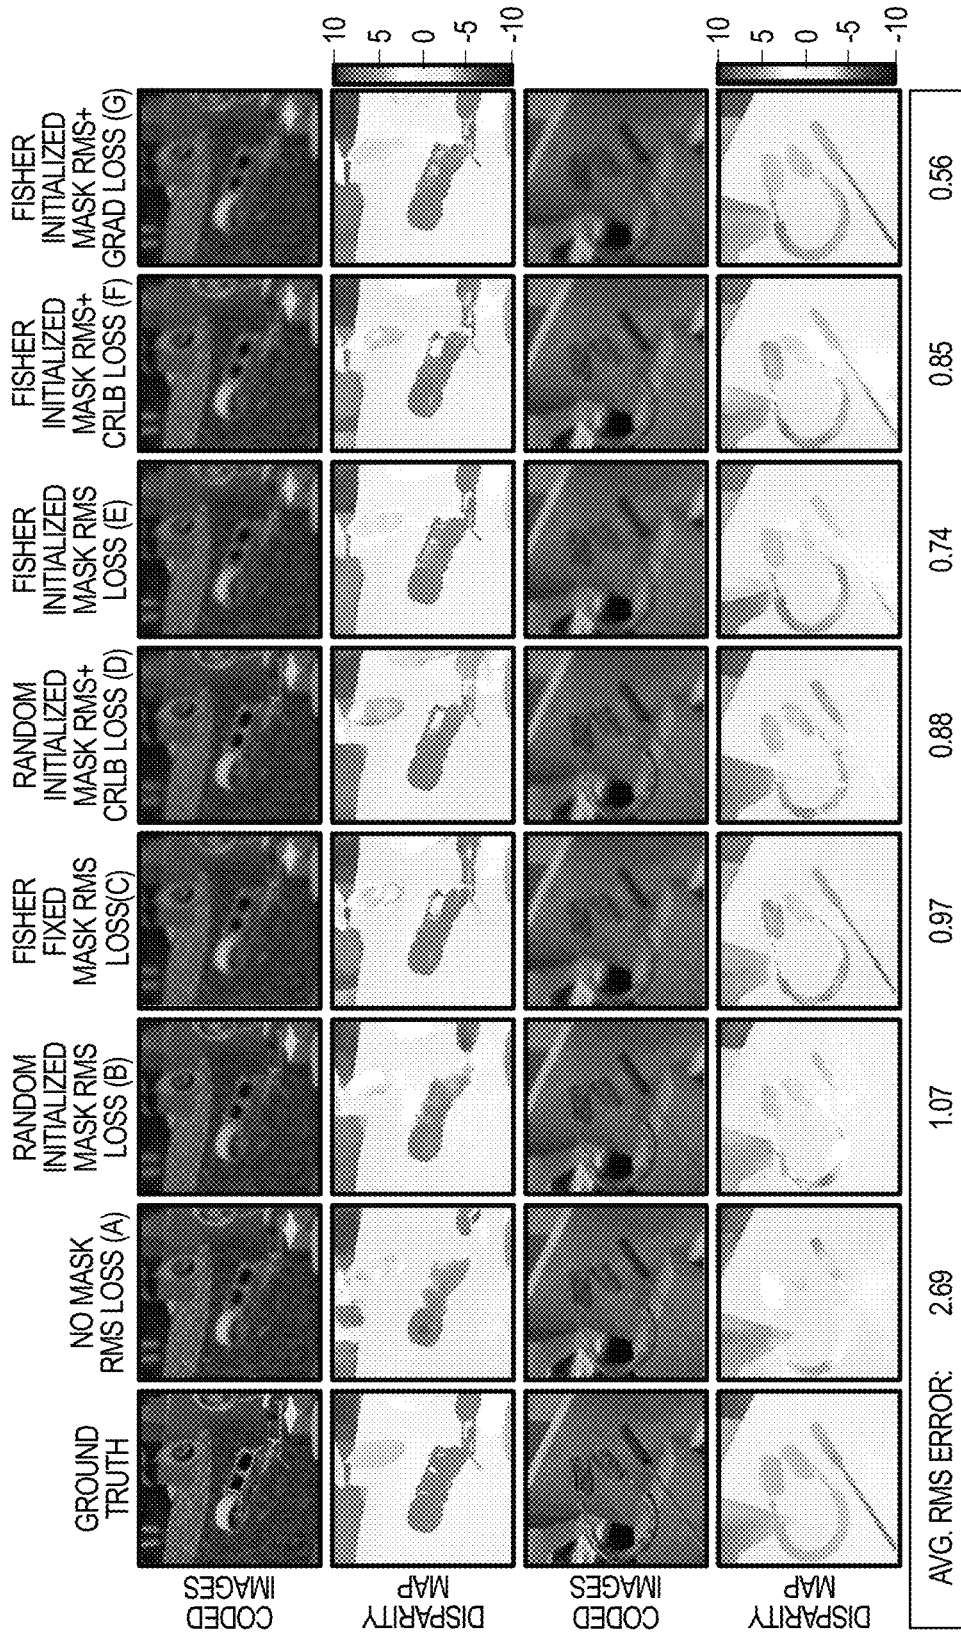 GROUND
TRUTH
NO MASK
RMS LOSS (A)
RANDOM
INITIALIZED
MASK RMS
LOSS (B)
FISHER
FIXED
MASK RMS
LOSS(C)
RANDOM
INITIALIZED
MASK RMS+
CRLB LOSS (D)
FISHER
INITIALIZED
MASK RMS
LOSS (E)
FISHER
INITIALIZED
MASK RMS+
CRLB LOSS (F)
FISHER
INITIALIZED
MASK RMS+
GRAD LOSS (G)
CODED
IMAGES
DISPARITY
MAP
10
5
0
-5
-10
CODED
IMAGES
DISPARITY
MAP
10
5
0
-5
-10
AVG. RMS ERROR: 2.69 1.07 0.97 0.88 0.74 0.85 0.56